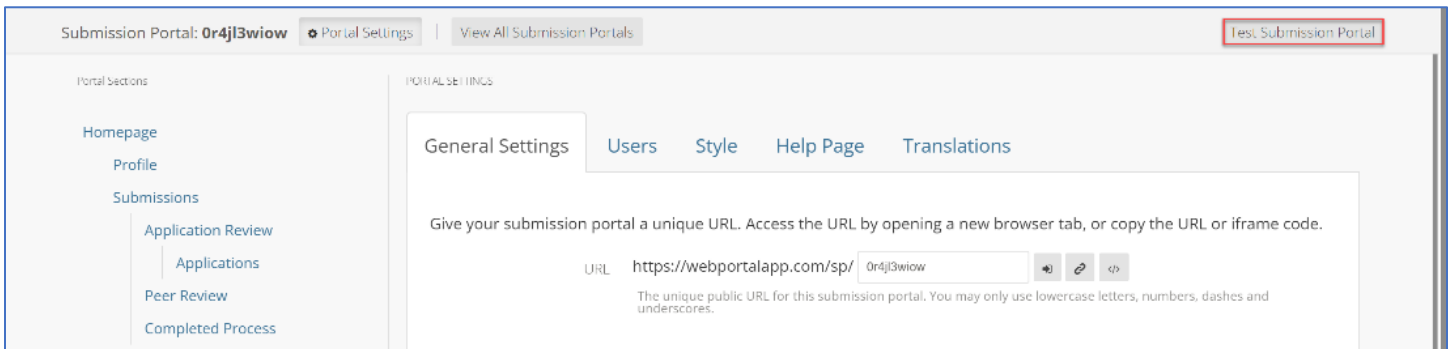 Submission Portal: 0r4jl3wiow Portal Settings View All Submission Portals Test Submission Portal
Portal Sections
PORTAL SETTINGS
Homepage
Profile
Submissions
Application Review
Applications
Peer Review
Completed Process
General Settings Users Style Help Page Translations
Give your submission portal a unique URL. Access the URL by opening a new browser tab, or copy the URL or iframe code.
URL https://webportalapp.com/sp/ 0r4jl3wiow </>
The unique public URL for this submission portal. You may only use lowercase letters, numbers, dashes and
underscores.